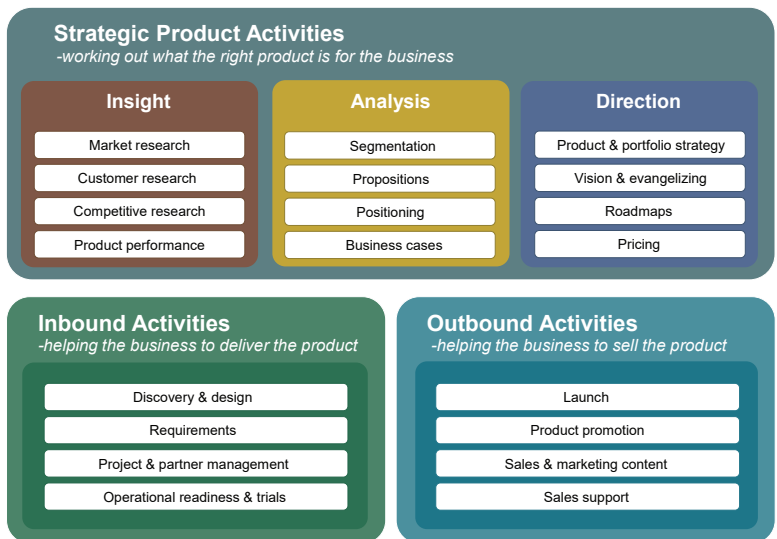 Strategic Product Activities
-working out what the right product is for the business
Insight
Market research
Customer research
Competitive research
Product performance
Analysis
Segmentation
Propositions
Positioning
Business cases
Direction
Product & portfolio strategy
Vision & evangelizing
Roadmaps
Pricing
Inbound Activities
-helping the business to deliver the product
Discovery & design
Requirements
Project & partner management
Operational readiness & trials
Outbound Activities
-helping the business to sell the product
Launch
Product promotion
Sales & marketing content
Sales support